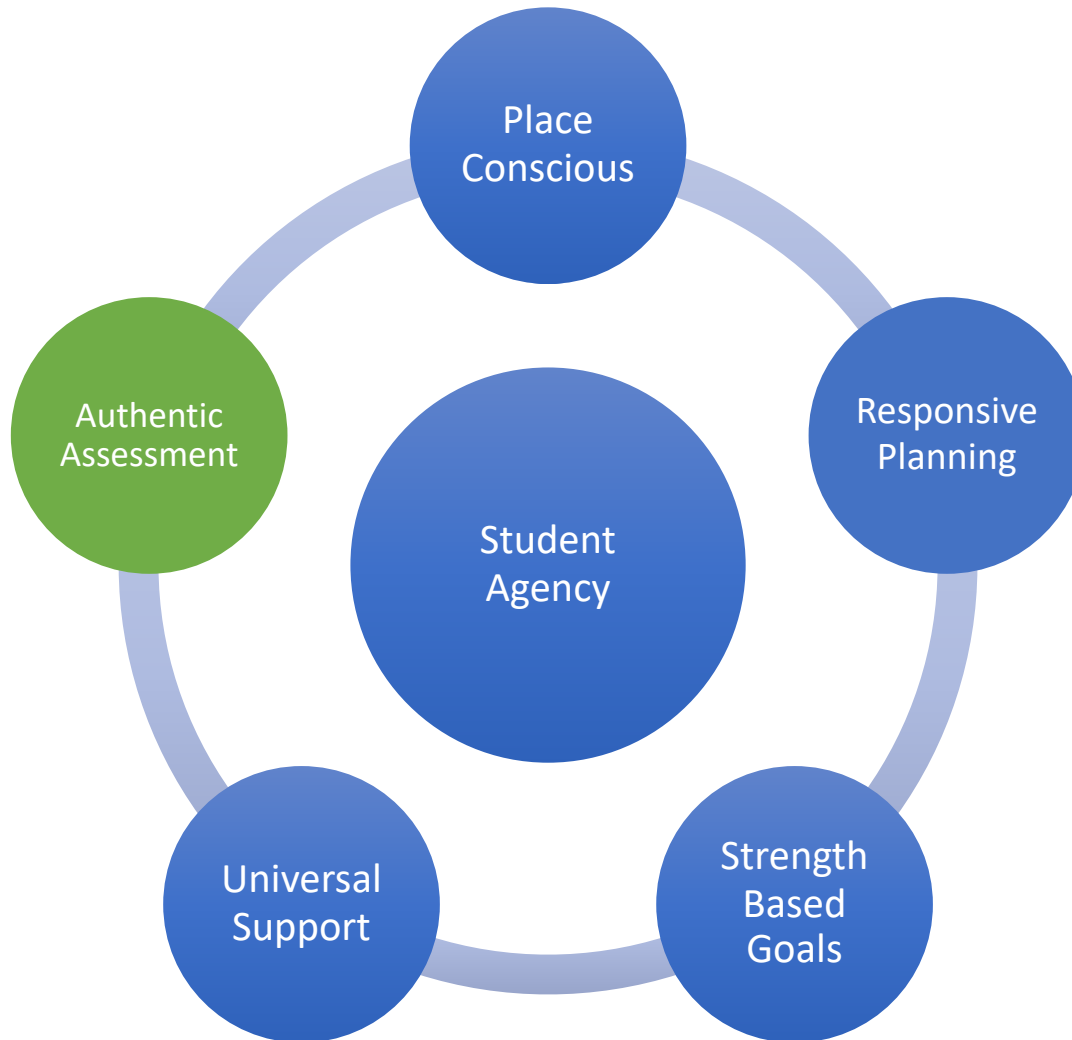 Place
Conscious
Responsive
Planning
Strength
Based
Goals
Universal
Support
Authentic
Assessment
Student
Agency